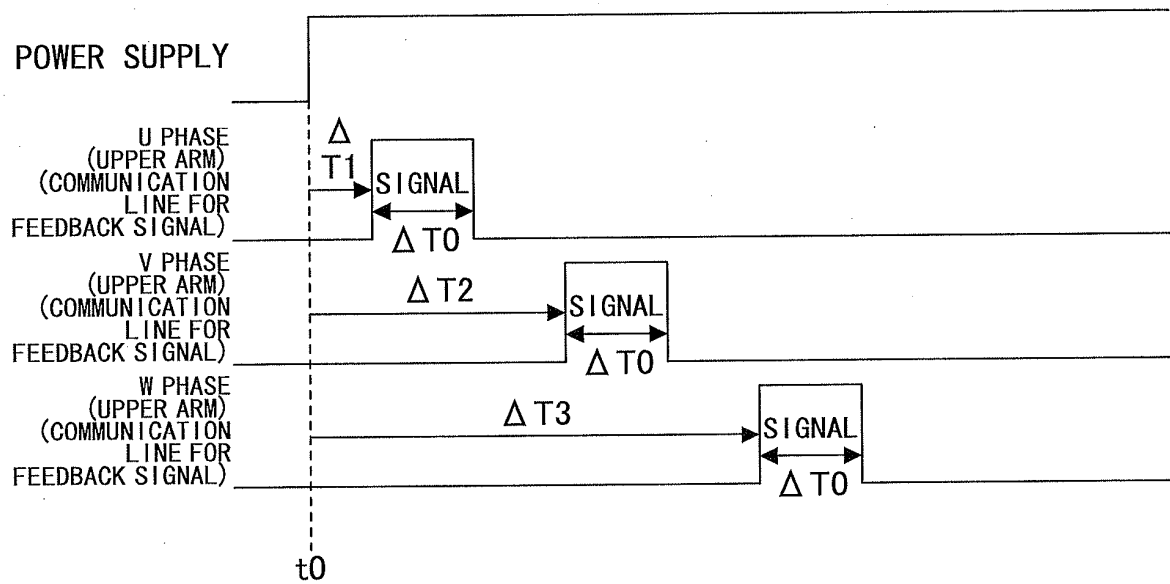 POWER SUPPLY
U PHASE
(UPPER ARM)
(COMMUNICATION
LINE FOR
FEEDBACK SIGNAL)
Δ
T1
SIGNAL
Δ T0
V PHASE
(UPPER ARM)
(COMMUNICATION
LINE FOR
FEEDBACK SIGNAL)
Δ T2
SIGNAL
Δ T0
W PHASE
(UPPER ARM)
(COMMUNICATION
LINE FOR
FEEDBACK SIGNAL)
Δ T3
SIGNAL
Δ T0
t0